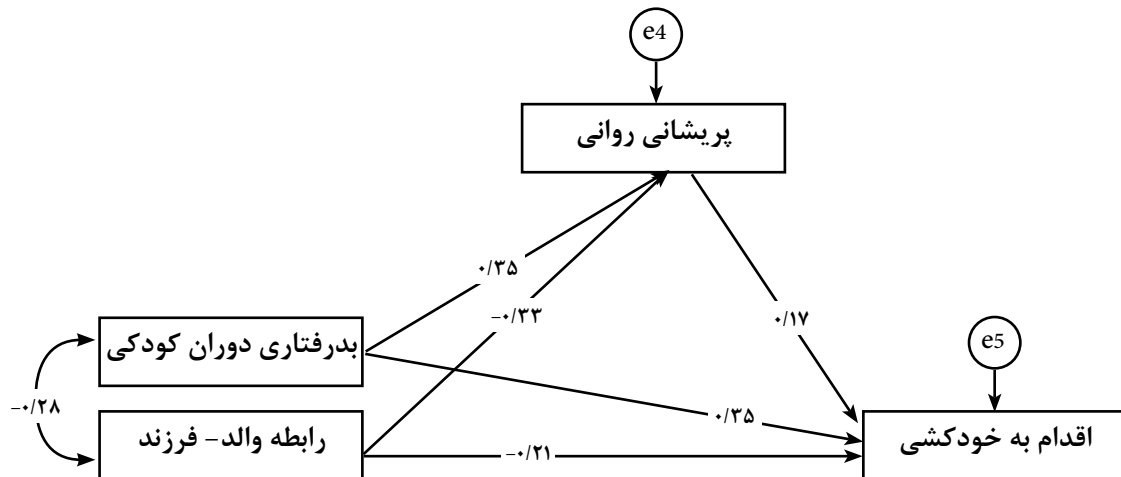 e4
پریشانی روانی
۰/۳۵
–۰/۳۳
۰/۱۷
e5
بدرفتاری دوران کودکی
–۰/۲۸
۰/۳۵
اقدام به خودکشی
رابطه والد- فرزند
–۰/۲۱